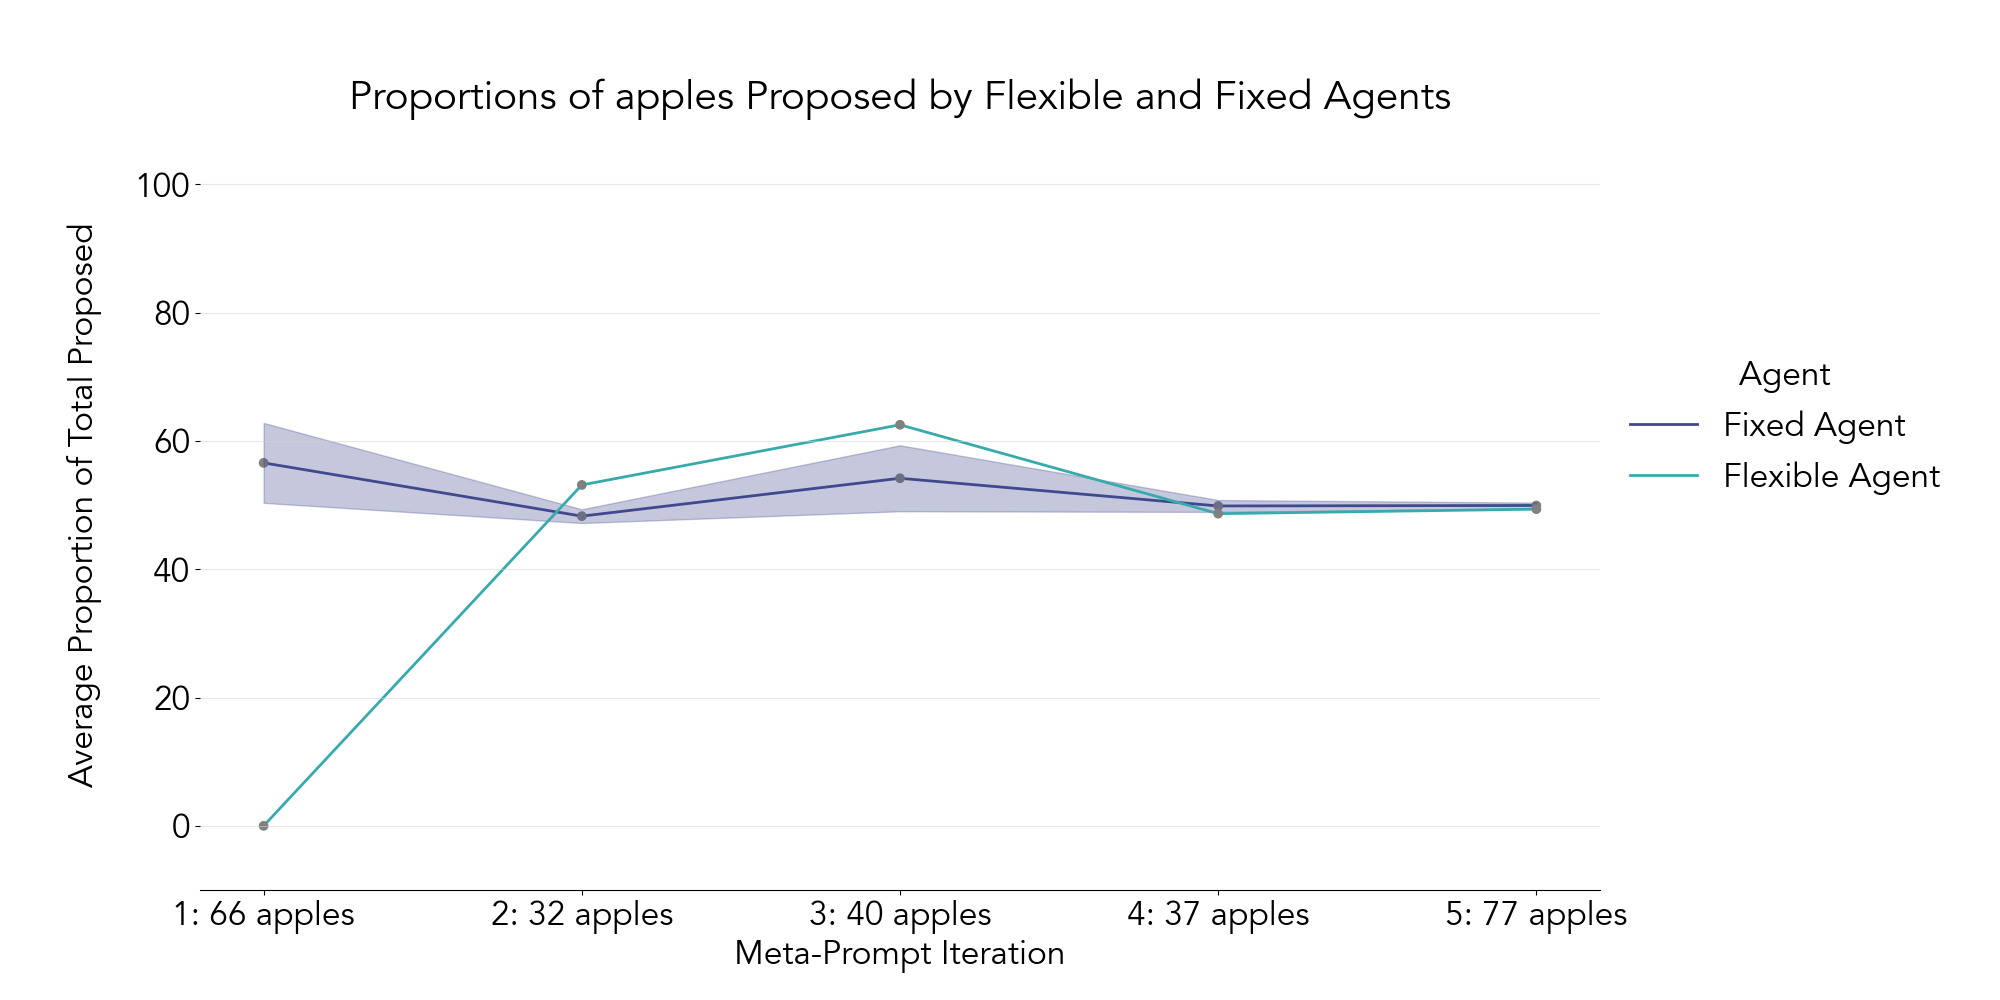 Proportions of apples Proposed by Flexible and Fixed Agents
Average Proportion of Total Proposed
100
80
60
40
20
0
1: 66 apples
2: 32 apples
3: 40 apples
4: 37 apples
5: 77 apples
Meta-Prompt Iteration
Agent
Fixed Agent
Flexible Agent